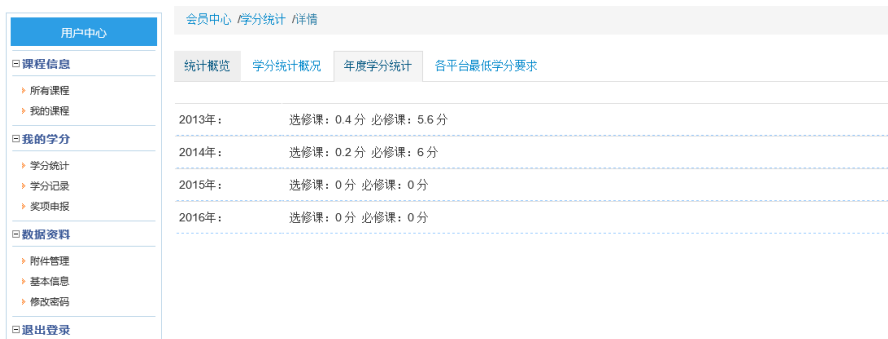 会员中心 /学分统计 /详情
用户中心
课程信息
所有课程
我的课程
我的学分
学分统计
学分记录
奖项申报
数据资料
附件管理
基本信息
修改密码
退出登录
统计概览 学分统计概况 年度学分统计 各平台最低学分要求
2013年： 选修课：0.4 分 必修课：5.6 分
2014年： 选修课：0.2 分 必修课：6 分
2015年： 选修课：0 分 必修课：0 分
2016年： 选修课：0 分 必修课：0 分